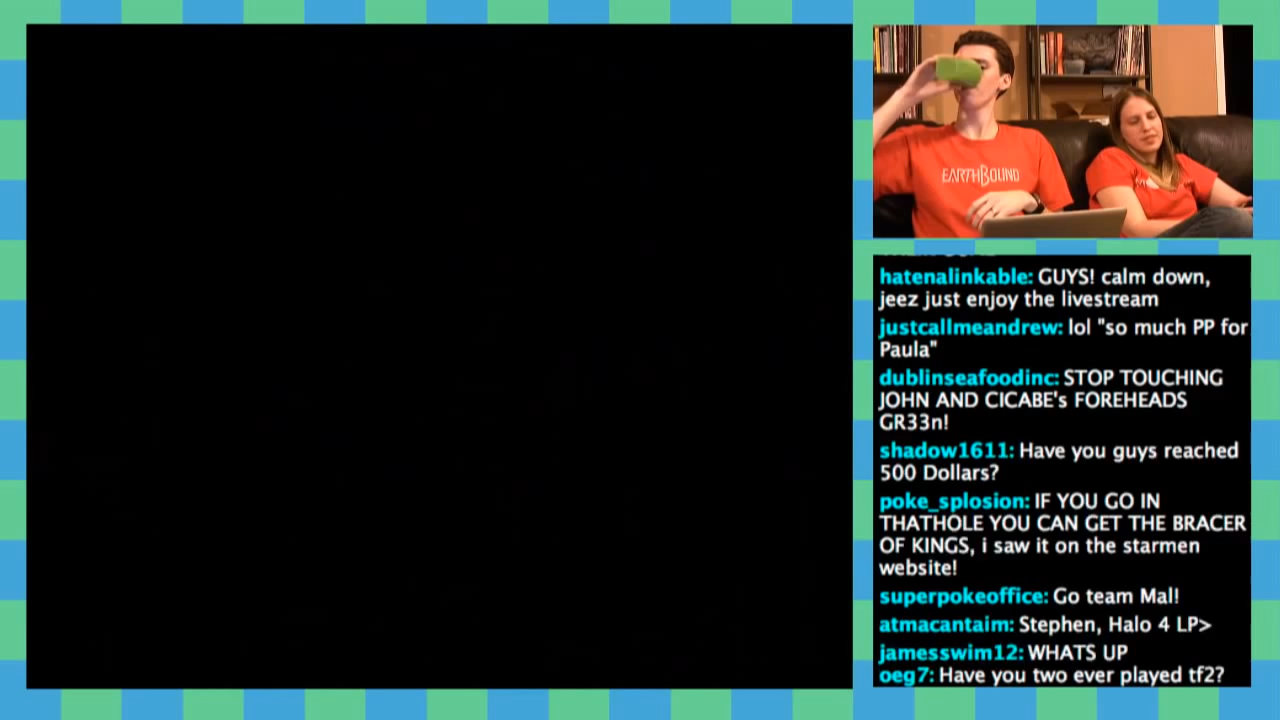 EARTHBOUND
hatenalinkable: GUYS! calm down,
jeez just enjoy the livestream
justcallmeandrew: lol "so much PP for
Paula"
dublinseafoodinc: STOP TOUCHING
JOHN AND CICABE's FOREHEADS
GR33n!
shadow1611: Have you guys reached
500 Dollars?
poke_splosion: IF YOU GO IN
THATHOLE YOU CAN GET THE BRACER
OF KINGS, i saw it on the starmen
website!
superpokeoffice: Go team Mal!
atmacantaim: Stephen, Halo 4 LP>
jamesswim12: WHATS UP
oeg7: Have you two ever played tf2?